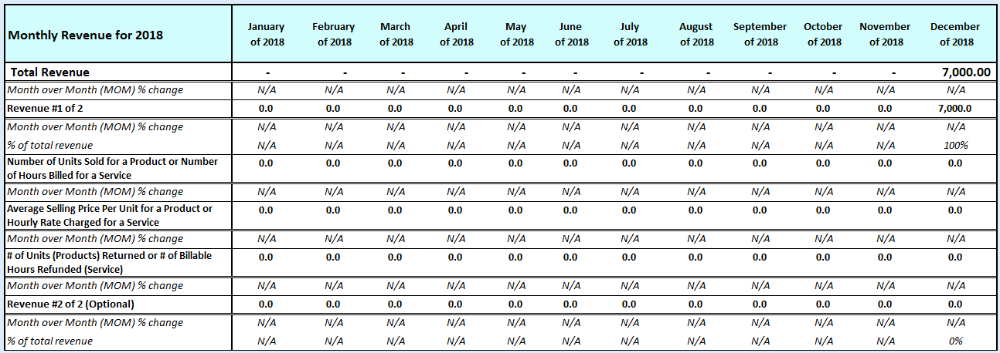 Monthly Revenue for 2018 January of 2018 February of 2018 March of 2018 April of 2018 May of 2018 June of 2018 July of 2018 August of 2018 September of 2018 October of 2018 November of 2018 December of 2018
Total Revenue - - - - - - - - - - - 7,000.00
Month over Month (MOM) % change N/A N/A N/A N/A N/A N/A N/A N/A N/A N/A N/A N/A
Revenue #1 of 2 0.0 0.0 0.0 0.0 0.0 0.0 0.0 0.0 0.0 0.0 0.0 7,000.0
Month over Month (MOM) % change N/A N/A N/A N/A N/A N/A N/A N/A N/A N/A N/A N/A
% of total revenue N/A N/A N/A N/A N/A N/A N/A N/A N/A N/A N/A 100%
Number of Units Sold for a Product or Number
of Hours Billed for a Service 0.0 0.0 0.0 0.0 0.0 0.0 0.0 0.0 0.0 0.0 0.0 0.0
Month over Month (MOM) % change N/A N/A N/A N/A N/A N/A N/A N/A N/A N/A N/A N/A
Average Selling Price Per Unit for a Product or
Hourly Rate Charged for a Service 0.0 0.0 0.0 0.0 0.0 0.0 0.0 0.0 0.0 0.0 0.0 0.0
Month over Month (MOM) % change N/A N/A N/A N/A N/A N/A N/A N/A N/A N/A N/A N/A
# of Units (Products) Returned or # of Billable
Hours Refunded (Service) 0.0 0.0 0.0 0.0 0.0 0.0 0.0 0.0 0.0 0.0 0.0 0.0
Month over Month (MOM) % change N/A N/A N/A N/A N/A N/A N/A N/A N/A N/A N/A N/A
Revenue #2 of 2 (Optional) 0.0 0.0 0.0 0.0 0.0 0.0 0.0 0.0 0.0 0.0 0.0 0.0
Month over Month (MOM) % change N/A N/A N/A N/A N/A N/A N/A N/A N/A N/A N/A N/A
% of total revenue N/A N/A N/A N/A N/A N/A N/A N/A N/A N/A N/A 0%